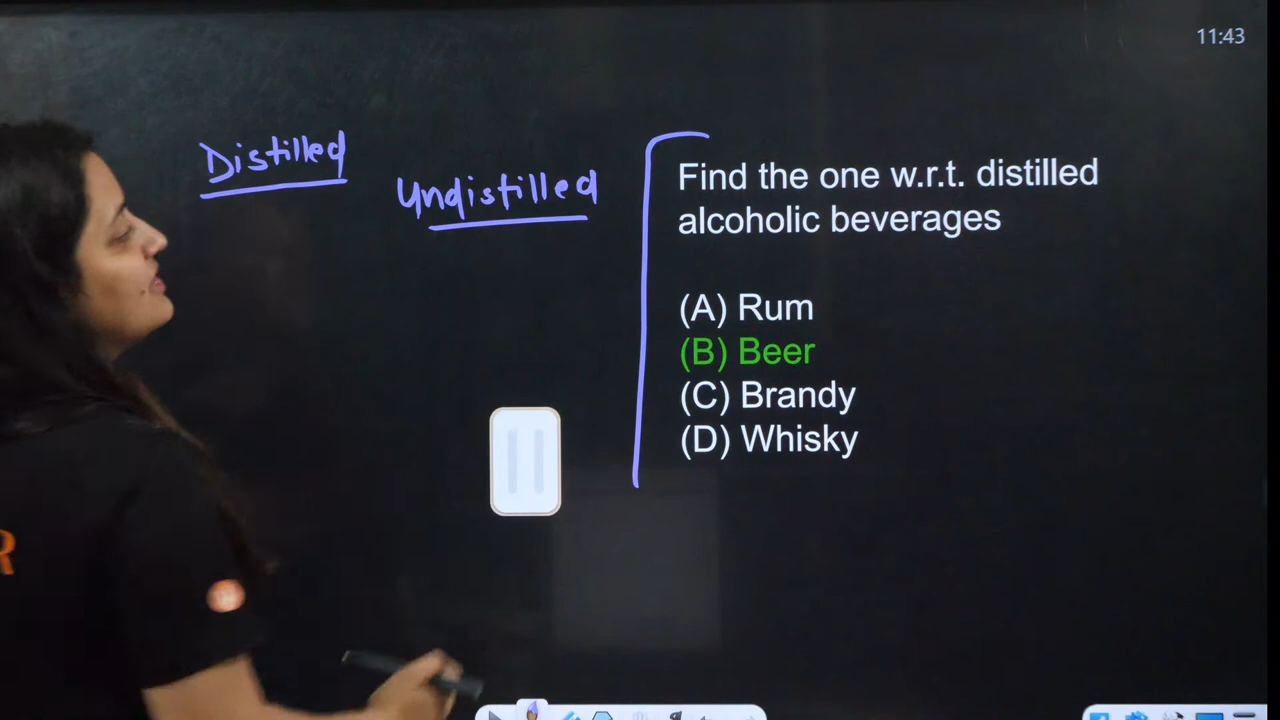 11:43
Distilled
Undistilled
Find the one w.r.t. distilled
alcoholic beverages
(A) Rum
(B) Beer
(C) Brandy
(D) Whisky
R